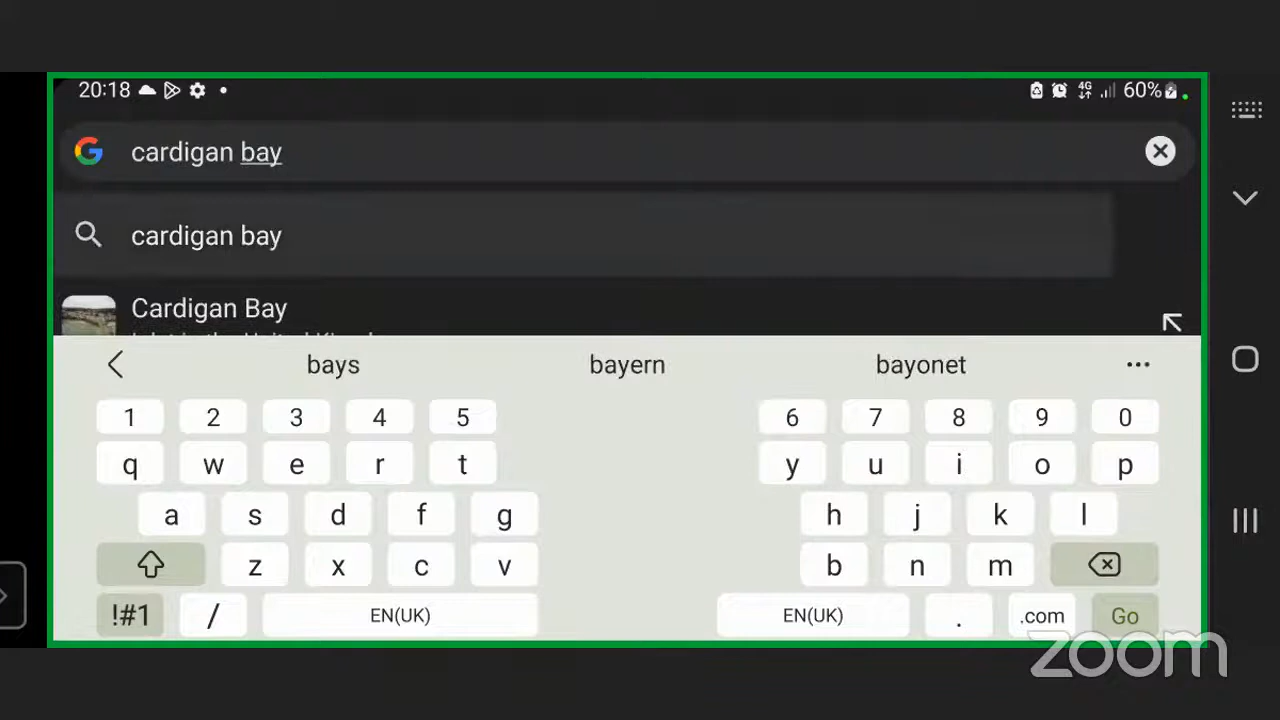 20:18
4G
60%
cardigan bay
cardigan bay
Cardigan Bay
bays bayern bayonet
1 2 3 4 5 6 7 8 9 0
q w e r t y u i o p
a s d f g h j k l
z x c v b n m
!#1 / EN(UK) EN(UK) . .com Go
zoom